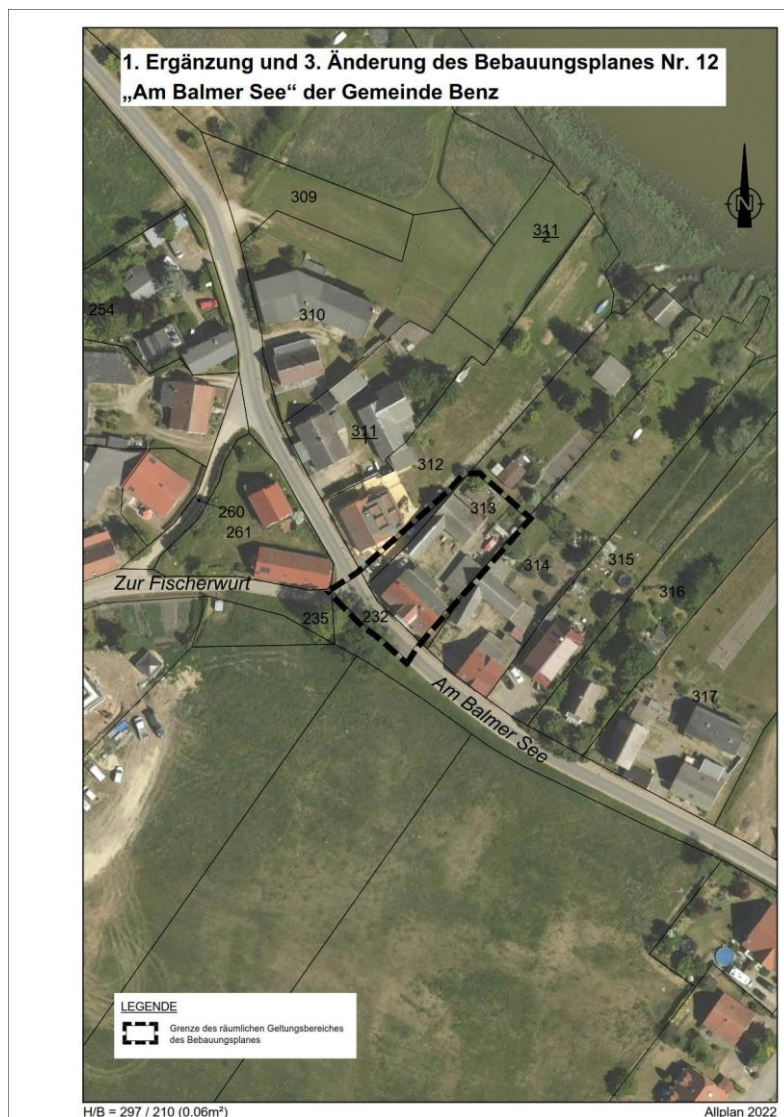 1. Ergänzung und 3. Änderung des Bebauungsplanes Nr. 12
„Am Balmer See“ der Gemeinde Benz
N
309
311
2
254
310
311
312
313
260
261
314
315
316
Zur Fischerwurt
235
232
317
Am Balmer See
LEGENDE
Grenze des räumlichen Geltungsbereiches
des Bebauungsplanes
H/B = 297 / 210 (0.06m²)
Allplan 2022